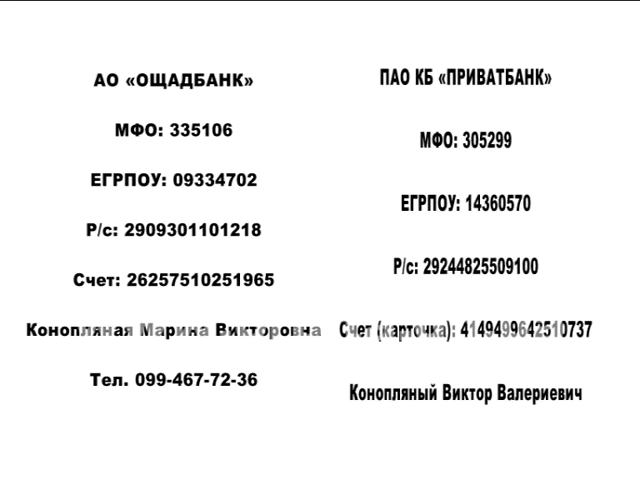 АО «ОЩАДБАНК»
МФО: 335106
ЕГРПОУ: 09334702
Р/с: 2909301101218
Счет: 26257510251965
Конопляная Марина Викторовна
Тел. 099-467-72-36
ПАО КБ «ПРИВАТБАНК»
МФО: 305299
ЕГРПОУ: 14360570
Р/с: 29244825509100
Счет (карточка): 4149499642510737
Конопляный Виктор Валериевич